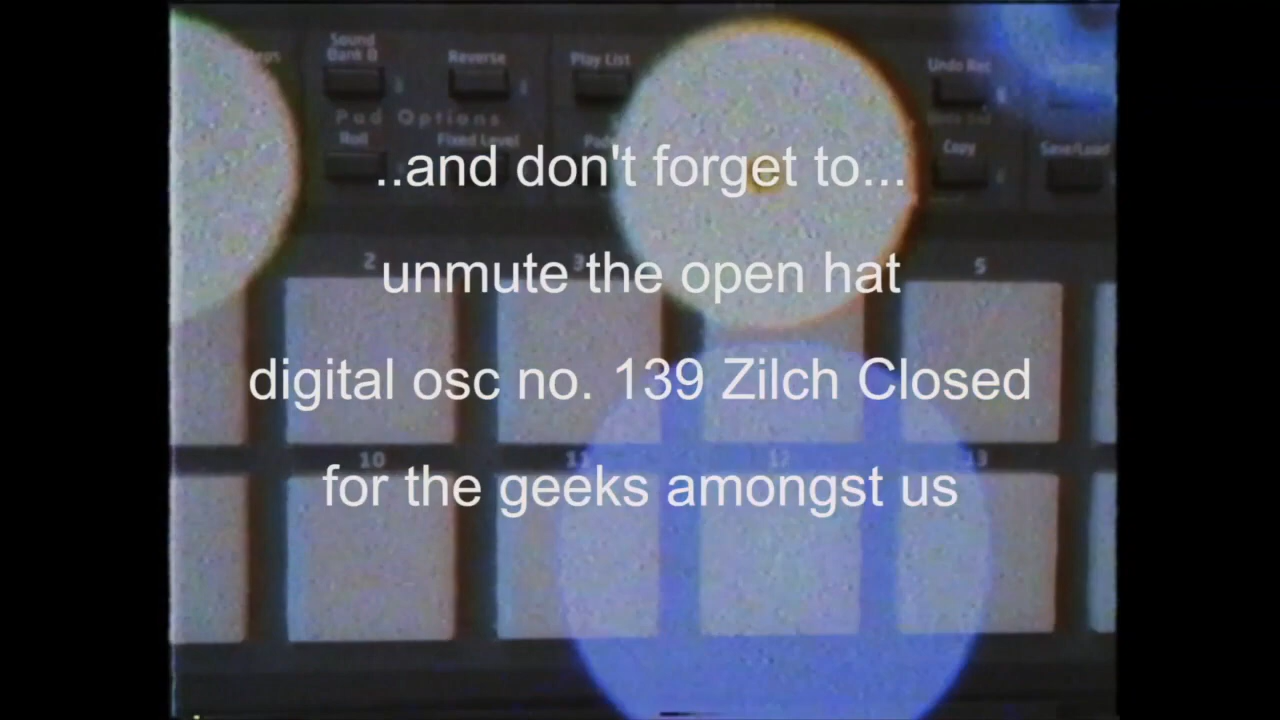 Sound
Bank B
Reverse
Play List
Undo Rec
Pad Options
Roll
Fixed Level
Copy
Save/Load
..and don't forget to...
unmute the open hat
2
3
5
digital osc no. 139 Zilch Closed
10
11
12
13
for the geeks amongst us